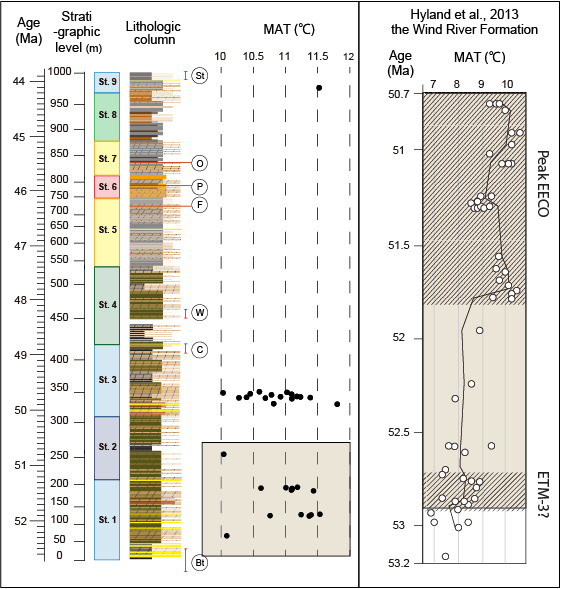 Age
(Ma)
Strati
-graphic
level (m)
Lithologic
column
MAT (℃)
10 10.5 11 11.5 12
44
45
46
47
48
49
50
51
52
1000
950
900
850
800
750
700
650
600
550
500
450
400
350
300
250
200
150
100
50
0
St. 9
St. 8
St. 7
St. 6
St. 5
St. 4
St. 3
St. 2
St. 1
St
O
P
F
W
C
Bt
Hyland et al., 2013
the Wind River Formation
Age
(Ma)
MAT (℃)
7 8 9 10
50.7
51
51.5
52
52.5
53
53.2
Peak EECO
ETM-3?